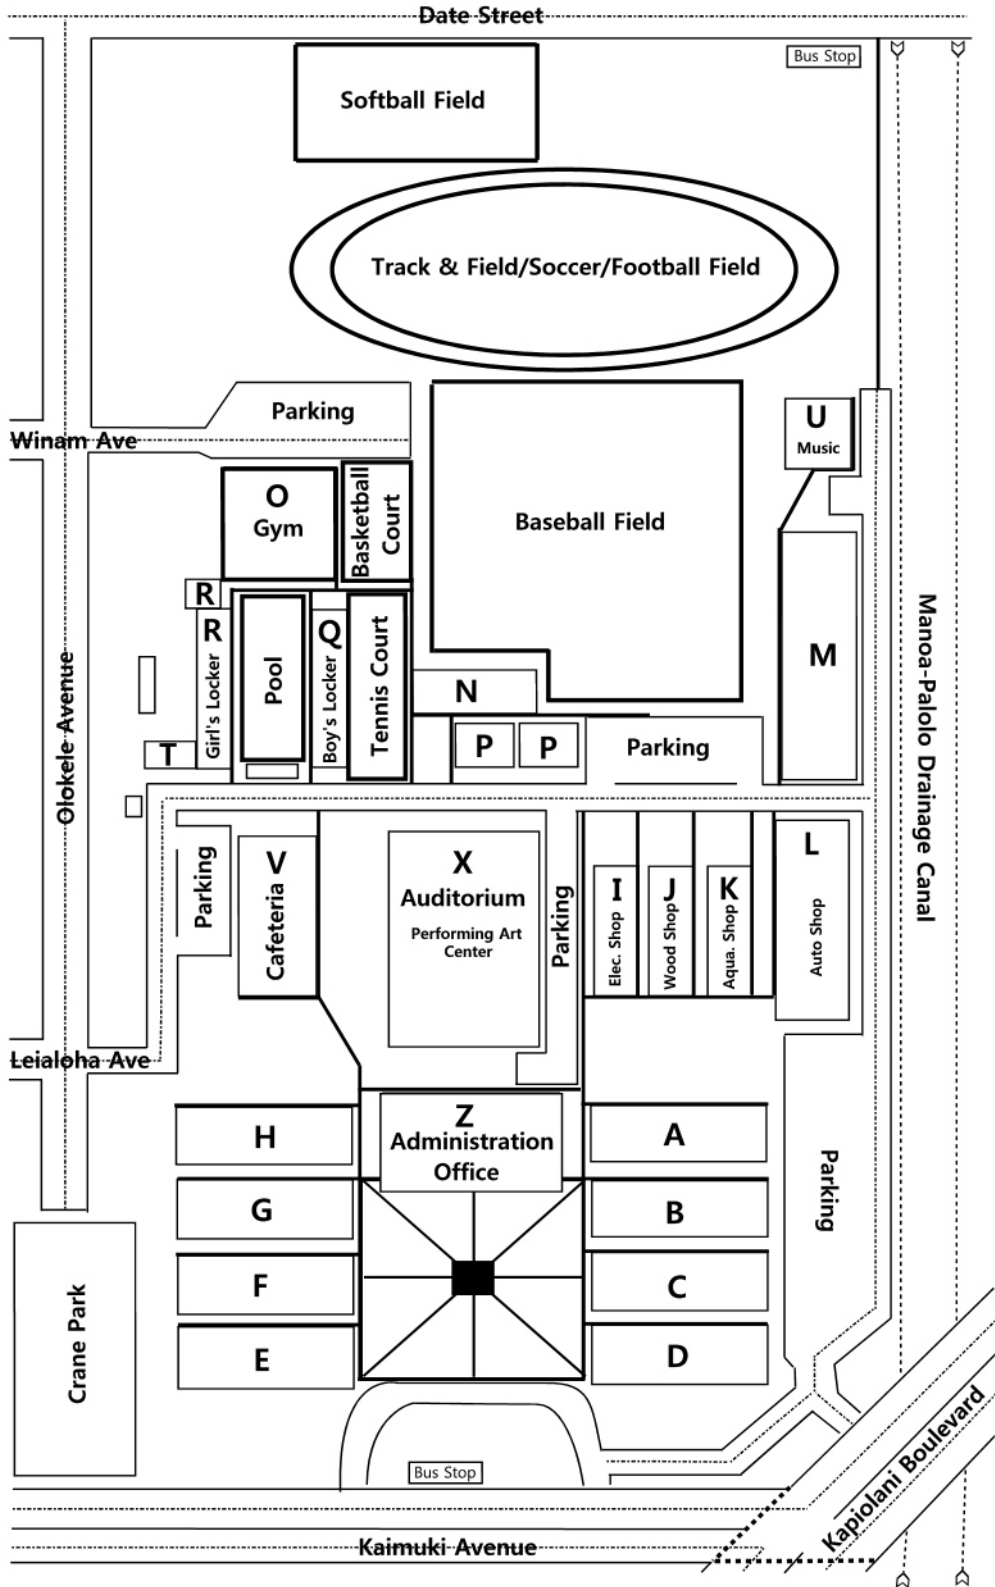 Date Street
Bus Stop
Softball Field
Track & Field/Soccer/Football Field
Parking
U
Music
Winam Ave
O
Gym
Basketball
Court
Baseball Field
R
R
Girl's Locker
Pool
Q
Boy's Locker
Tennis Court
M
Manoa-Palolo Drainage Canal
Olokele Avenue
N
T
P
P
Parking
Parking
V
Cafeteria
X
Auditorium
Performing Art
Center
Parking
I
Elec. Shop
J
Wood Shop
K
Aqua. Shop
L
Auto Shop
Leialoha Ave
Z
Administration
Office
H
A
G
B
Parking
F
C
E
D
Crane Park
Bus Stop
Kapiolani Boulevard
Kaimuki Avenue